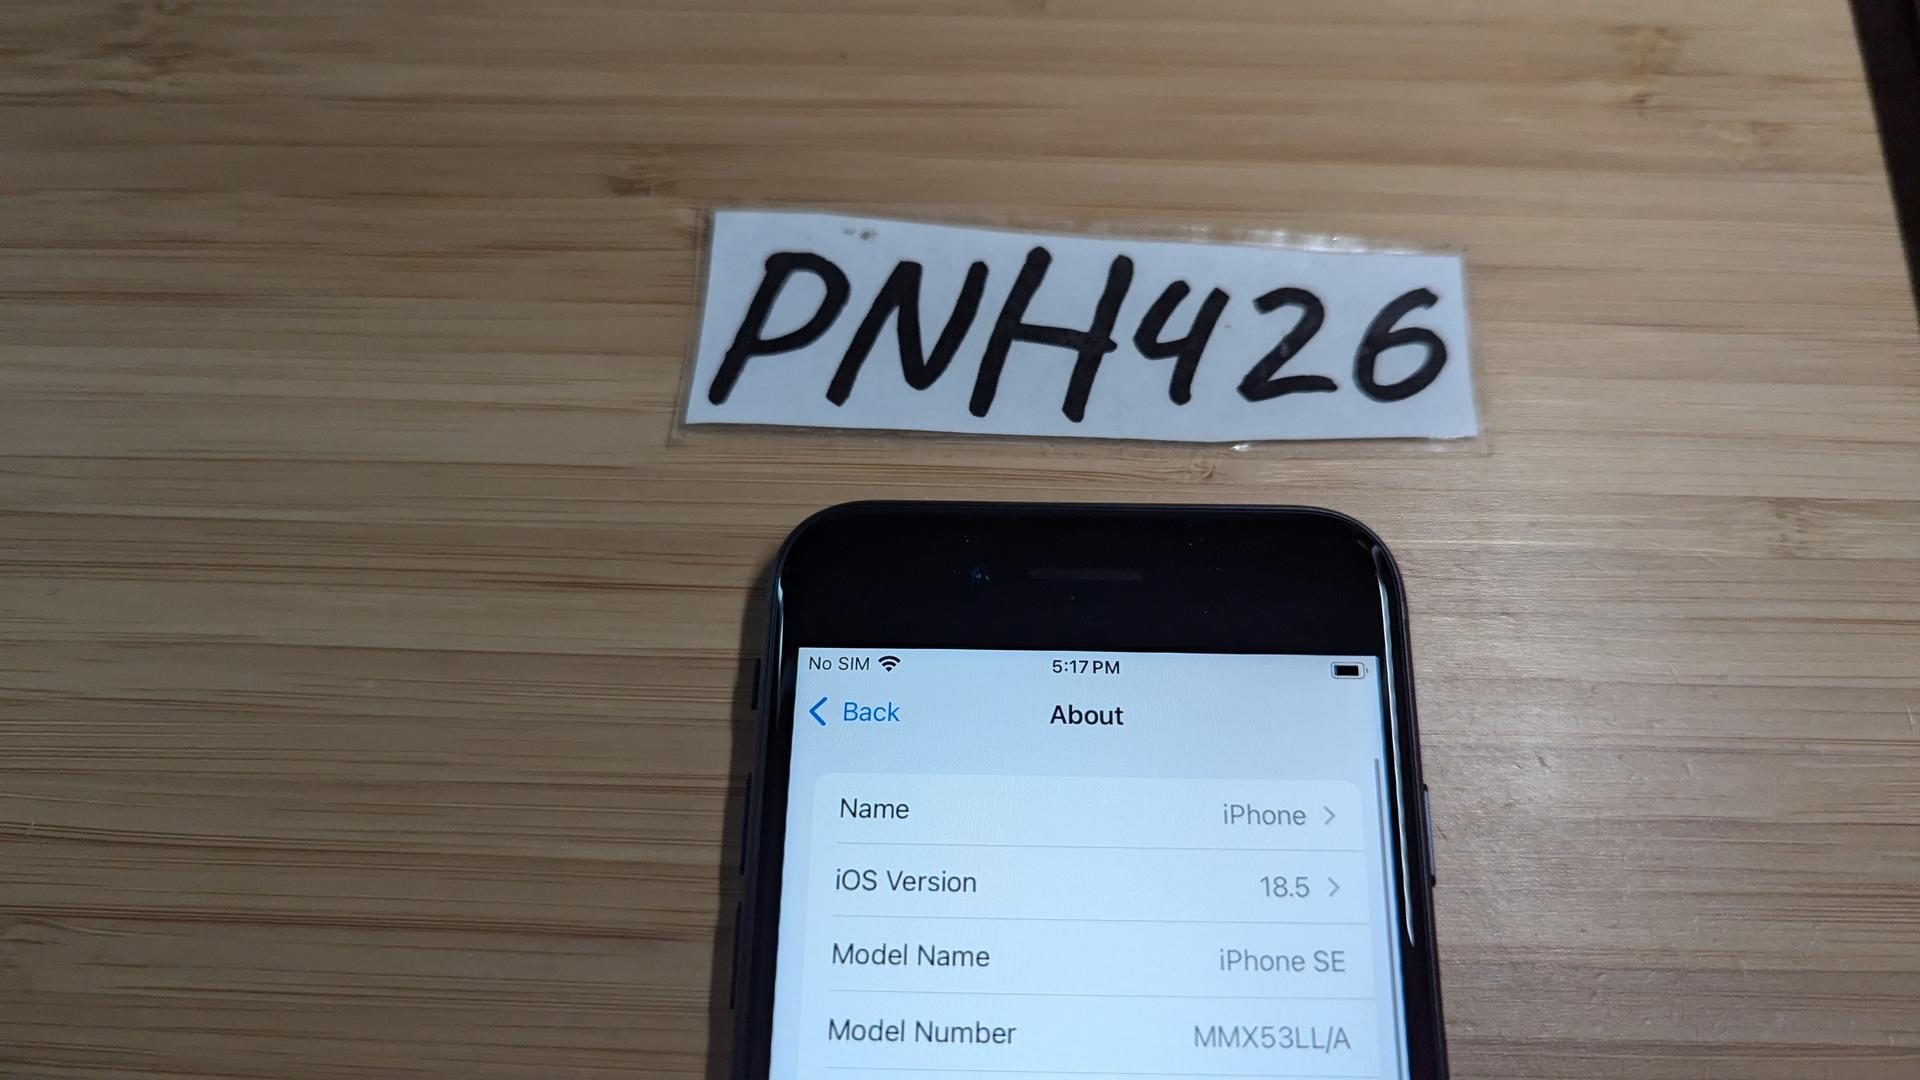 PNH426
No SIM 5:17 PM
Back About
Name iPhone
iOS Version 18.5
Model Name iPhone SE
Model Number MMX53LL/A